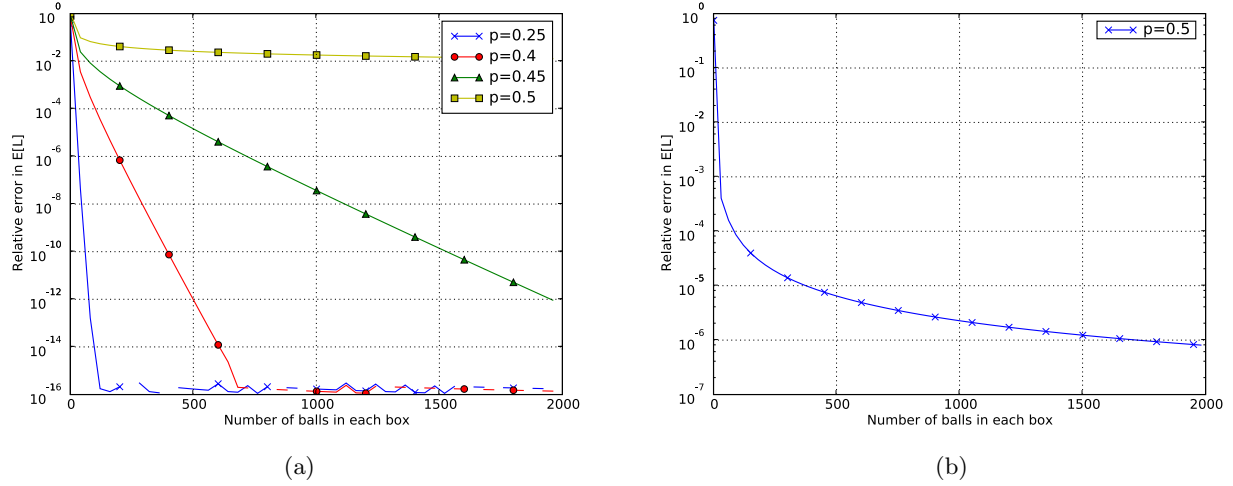 10^0
10^-2
10^-4
10^-6
10^-8
10^-10
10^-12
10^-14
10^-16
Relative error in E[L]
0
500
1000
1500
2000
Number of balls in each box
p=0.25
p=0.4
p=0.45
p=0.5
(a)
10^0
10^-1
10^-2
10^-3
10^-4
10^-5
10^-6
10^-7
Relative error in E[L]
0
500
1000
1500
2000
Number of balls in each box
p=0.5
(b)